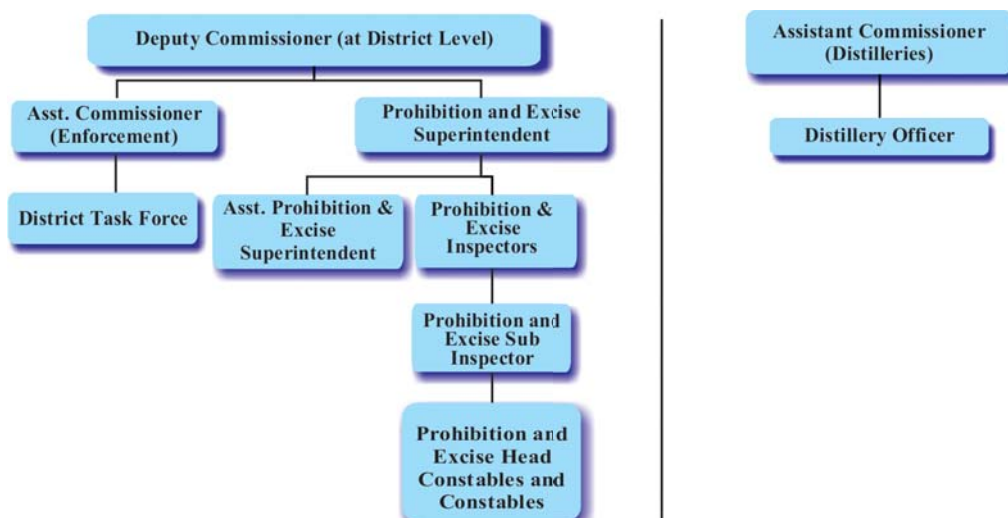 Deputy Commissioner (at District Level)
Asst. Commissioner
(Enforcement)
Prohibition and Excise
Superintendent
District Task Force
Asst. Prohibition &
Excise
Superintendent
Prohibition &
Excise
Inspectors
Prohibition and
Excise Sub
Inspector
Prohibition and
Excise Head
Constables and
Constables
Assistant Commissioner
(Distilleries)
Distillery Officer